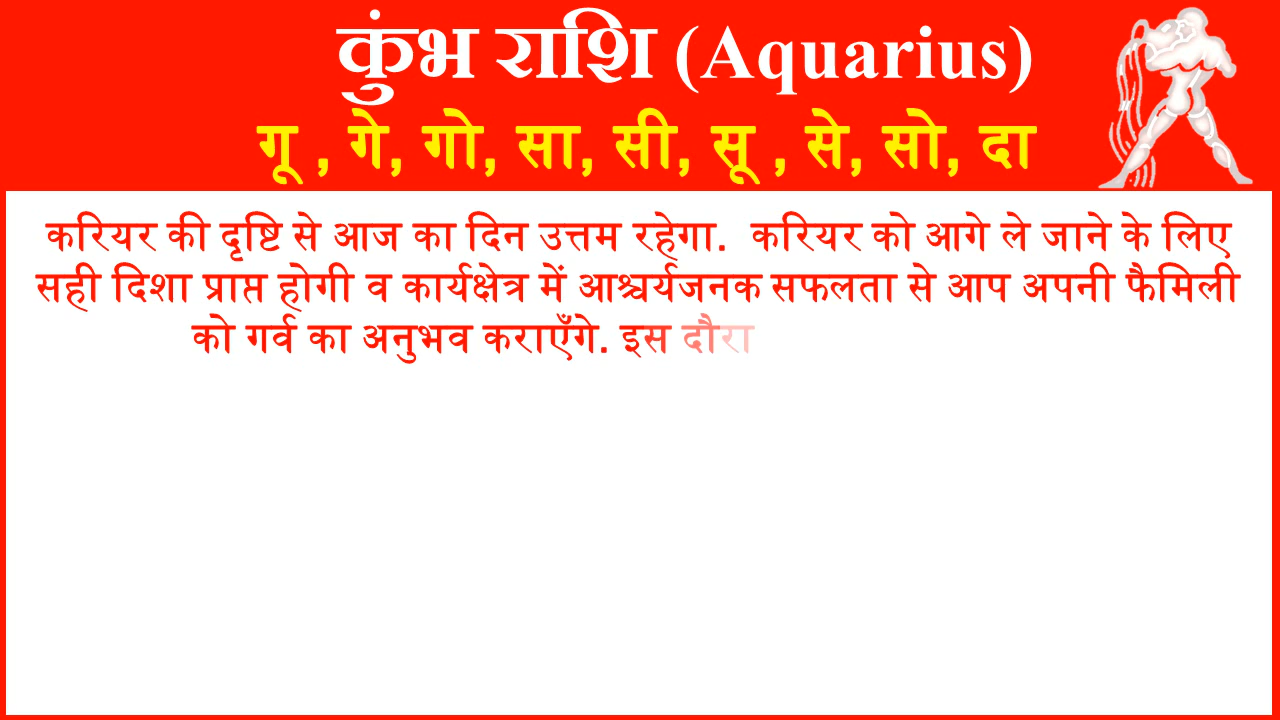 कुंभ राशि (Aquarius)
गू , गे, गो, सा, सी, सू , से, सो, दा
करियर की दृष्टि से आज का दिन उत्तम रहेगा. करियर को आगे ले जाने के लिए
सही दिशा प्राप्त होगी व कार्यक्षेत्र में आश्चर्यजनक सफलता से आप अपनी फैमिली
को गर्व का अनुभव कराएँगे. इस दौरा